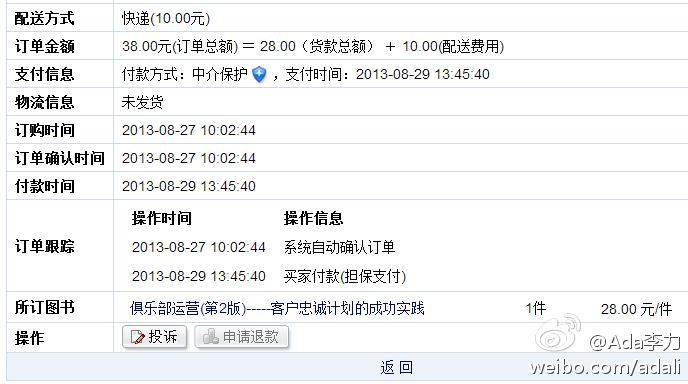 配送方式 快递(10.00元)
订单金额 38.00元(订单总额) ＝ 28.00（货款总额） ＋ 10.00(配送费用)
支付信息 付款方式：中介保护 ，支付时间：2013-08-29 13:45:40
物流信息 未发货
订购时间 2013-08-27 10:02:44
订单确认时间 2013-08-27 10:02:44
付款时间 2013-08-29 13:45:40
操作时间 操作信息
订单跟踪 2013-08-27 10:02:44 系统自动确认订单
2013-08-29 13:45:40 买家付款(担保支付)
所订图书 俱乐部运营(第2版)-----客户忠诚计划的成功实践 1件 28.00 元/件
操作 投诉 申请退款
返 回
@Ada李力
weibo.com/adali